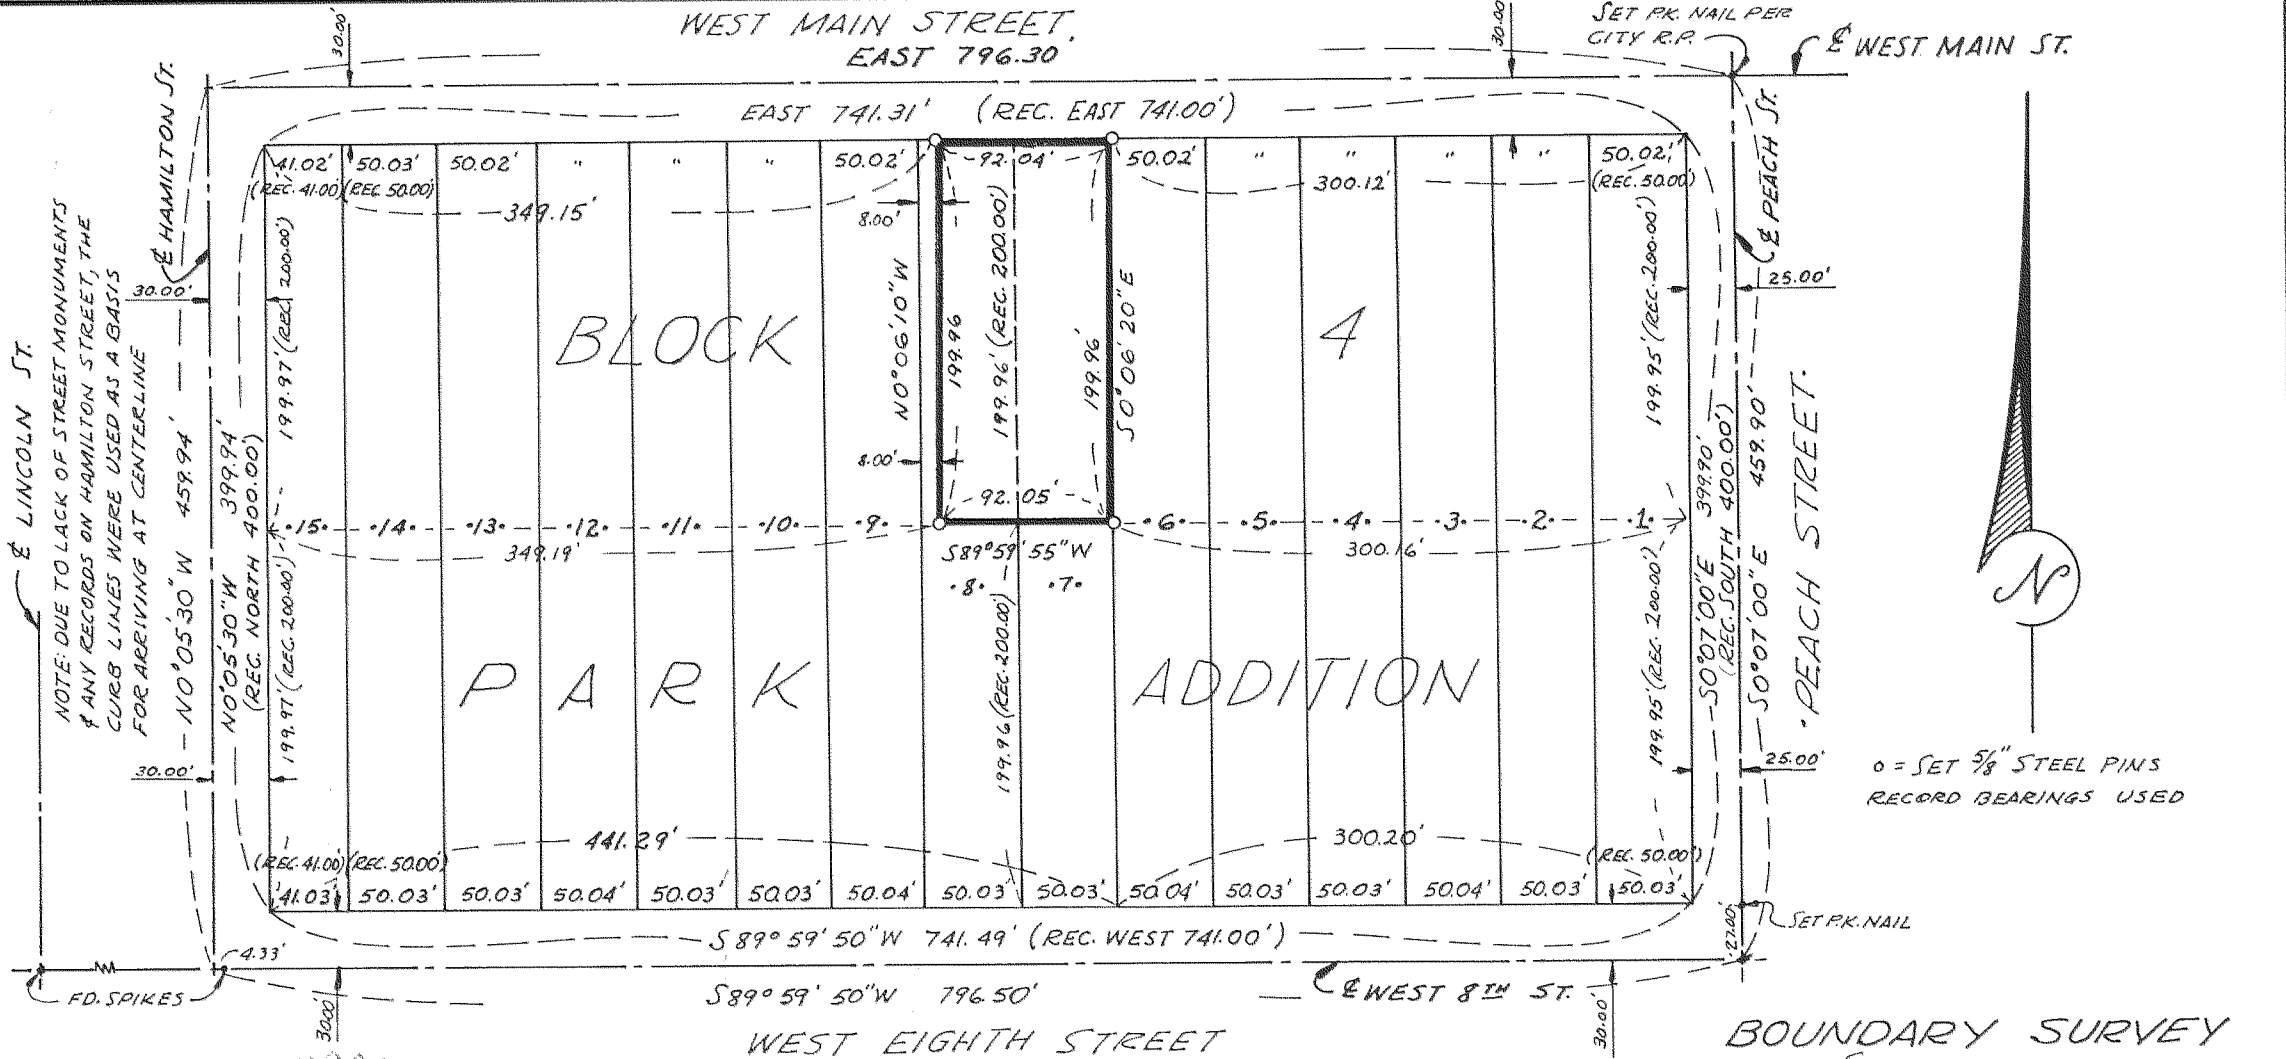 WEST MAIN STREET.
EAST 796.30
30.00'
30.00'
SET P.K. NAIL PER
CITY R.P.
℄ WEST MAIN ST.
℄ HAMILTON ST.
℄ PEACH ST.
EAST 741.31' (REC. EAST 741.00')
41.02' 50.03' 50.02' " " " 50.02' 92.04' 50.02' " " " " 50.02'
(REC. 41.00') (REC. 50.00')
(REC. 50.00')
349.15'
300.12'
8.00'
8.00'
NOTE: DUE TO LACK OF STREET MONUMENTS
& ANY RECORDS ON HAMILTON STREET, THE
CURB LINES WERE USED AS A BASIS
FOR ARRIVING AT CENTERLINE
℄ LINCOLN ST.
30.00'
N0°05'30"W 459.94'
N0°05'30"W 399.94'
(REC. NORTH 400.00')
199.97' (REC. 200.00')
BLOCK 4
N0°06'10"W
199.96
199.96' (REC. 200.00')
199.96'
S0°06'20"E
199.95' (REC. 200.00')
25.00'
92.05'
·15· ·14· ·13· ·12· ·11· ·10· ·9· ·6· ·5· ·4· ·3· ·2· ·1·
349.19'
S89°59'55"W
300.16'
·8· ·7·
S0°07'00"E 399.90'
(REC. SOUTH 400.00')
S0°07'00"E 459.90'
PEACH STREET.
N
199.97' (REC. 200.00')
PARK ADDITION
199.96 (REC. 200.00')
199.95' (REC. 200.00')
30.00'
25.00'
o = SET 5/8" STEEL PINS
RECORD BEARINGS USED
441.29'
300.20'
(REC. 41.00') (REC. 50.00')
(REC. 50.00')
41.03' 50.03' 50.03' 50.04' 50.03' 50.03' 50.04' 50.03' 50.03' 50.04' 50.03' 50.03' 50.04' 50.03' 50.03'
S89°59'50"W 741.49' (REC. WEST 741.00')
27.00'
SET P.K. NAIL
4.33'
FD. SPIKES
30.00'
S89°59'50"W 796.50'
℄ WEST 8TH ST.
30.00'
WEST EIGHTH STREET
BOUNDARY SURVEY